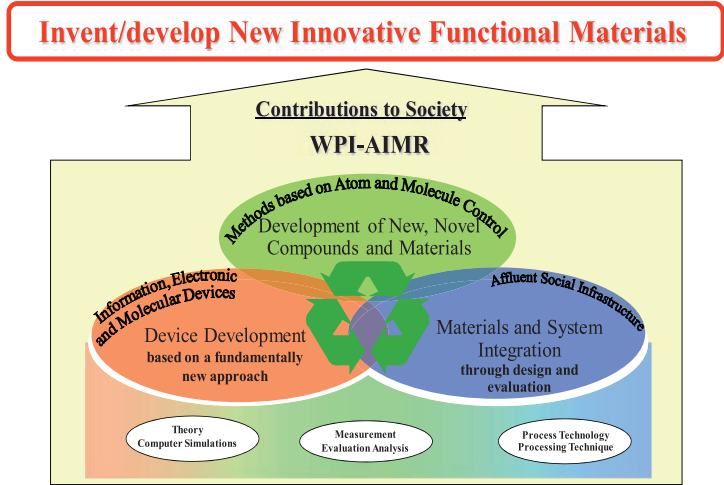 Invent/develop New Innovative Functional Materials
Contributions to Society
WPI-AIMR
Methods based on Atom and Molecule Control
Development of New, Novel
Compounds and Materials
Information, Electronic
and Molecular Devices
Device Development
based on a fundamentally
new approach
Affluent Social Infrastructure
Materials and System
Integration
through design and
evaluation
Theory
Computer Simulations
Measurement
Evaluation Analysis
Process Technology
Processing Technique